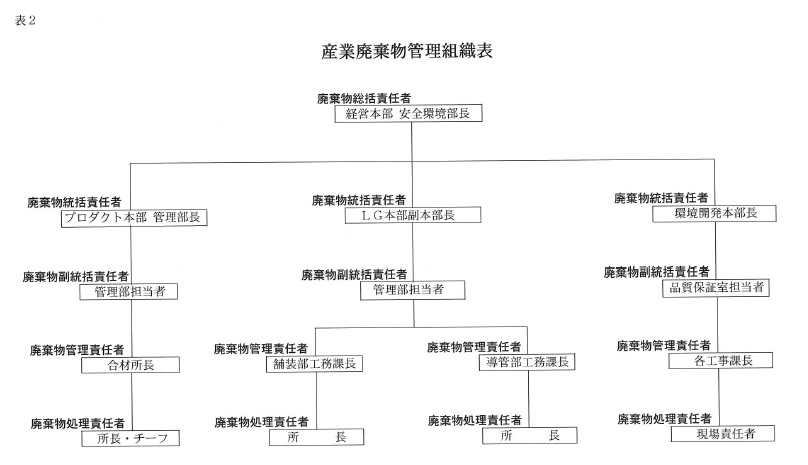 表２
産業廃棄物管理組織表
廃棄物総括責任者
経営本部 安全環境部長
廃棄物統括責任者
プロダクト本部 管理部長
廃棄物統括責任者
ＬＧ本部副本部長
廃棄物統括責任者
環境開発本部長
廃棄物副統括責任者
管理部担当者
廃棄物副統括責任者
管理部担当者
廃棄物副統括責任者
品質保証室担当者
廃棄物管理責任者
合材所長
廃棄物管理責任者
舗装部工務課長
廃棄物管理責任者
導管部工務課長
廃棄物管理責任者
各工事課長
廃棄物処理責任者
所長・チーフ
廃棄物処理責任者
所　　長
廃棄物処理責任者
所　　長
廃棄物処理責任者
現場責任者